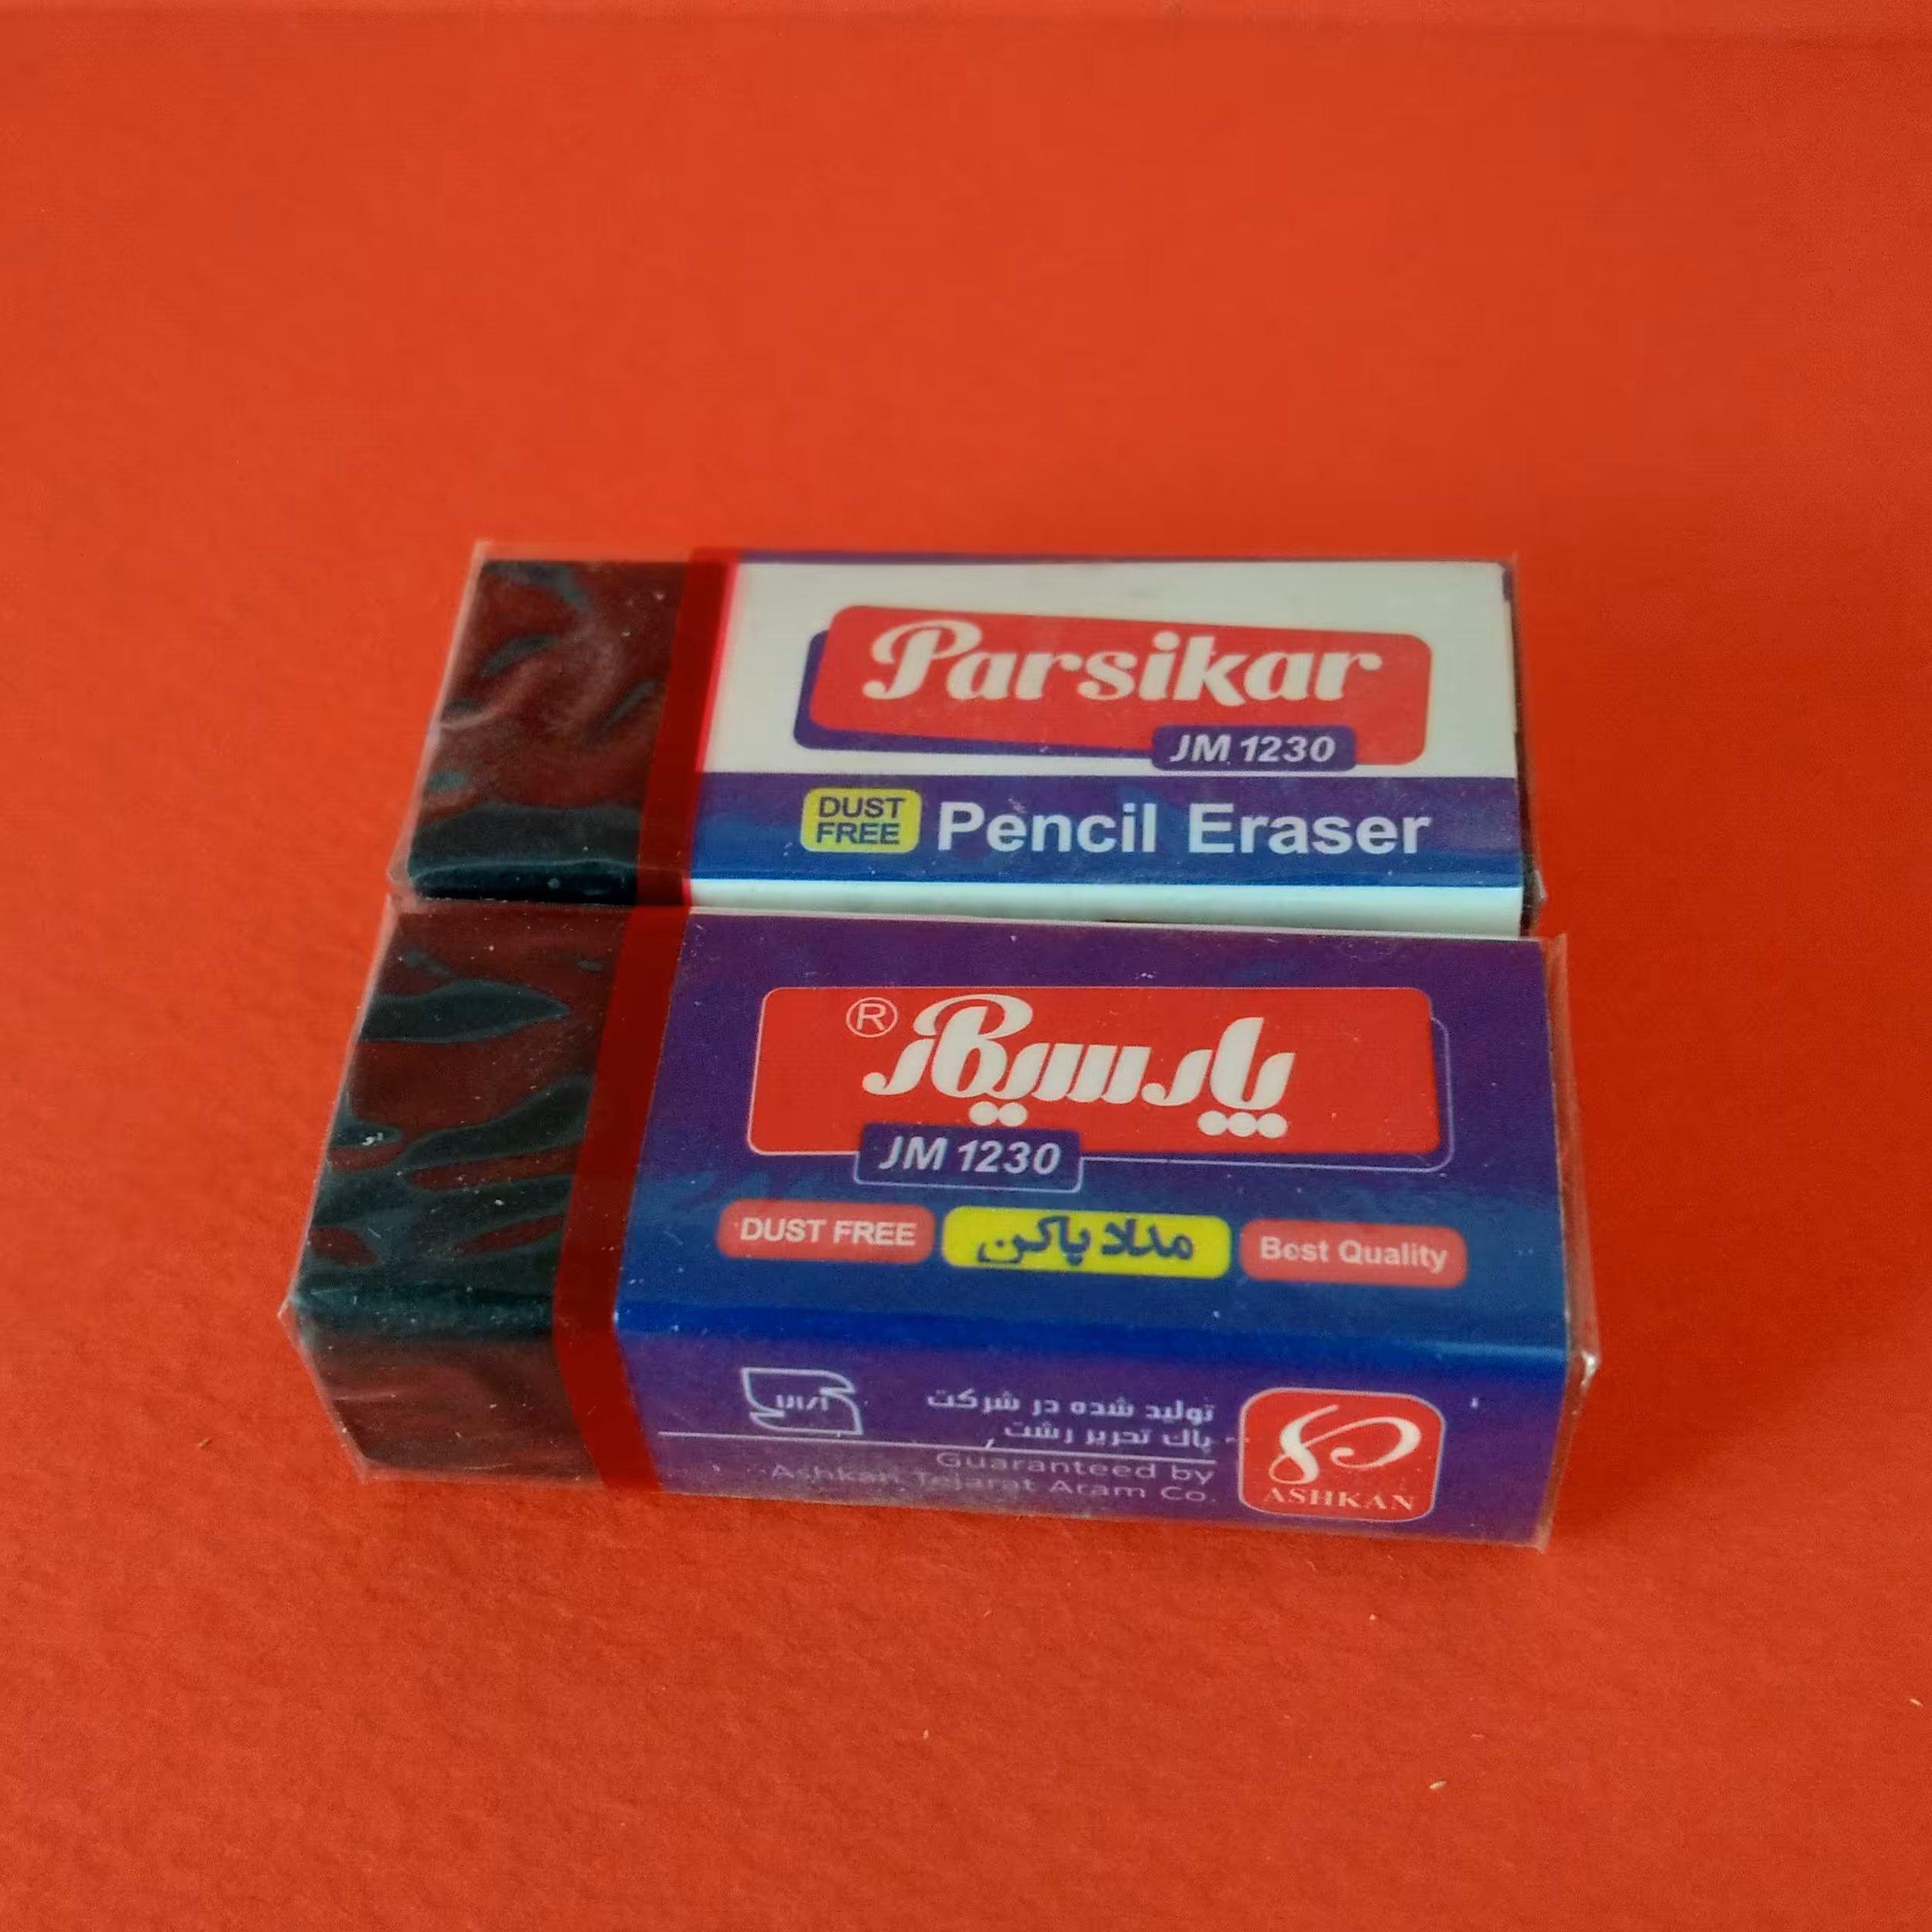 Parsikar
JM 1230
DUST
FREE
Pencil Eraser
پارسیکار ®
JM 1230
DUST FREE
مداد پاکن
Best Quality
تولید شده در شرکت
پاک تحریر رشت
Guaranteed by
Ashkan Tejarat Aram Co.
ASHKAN